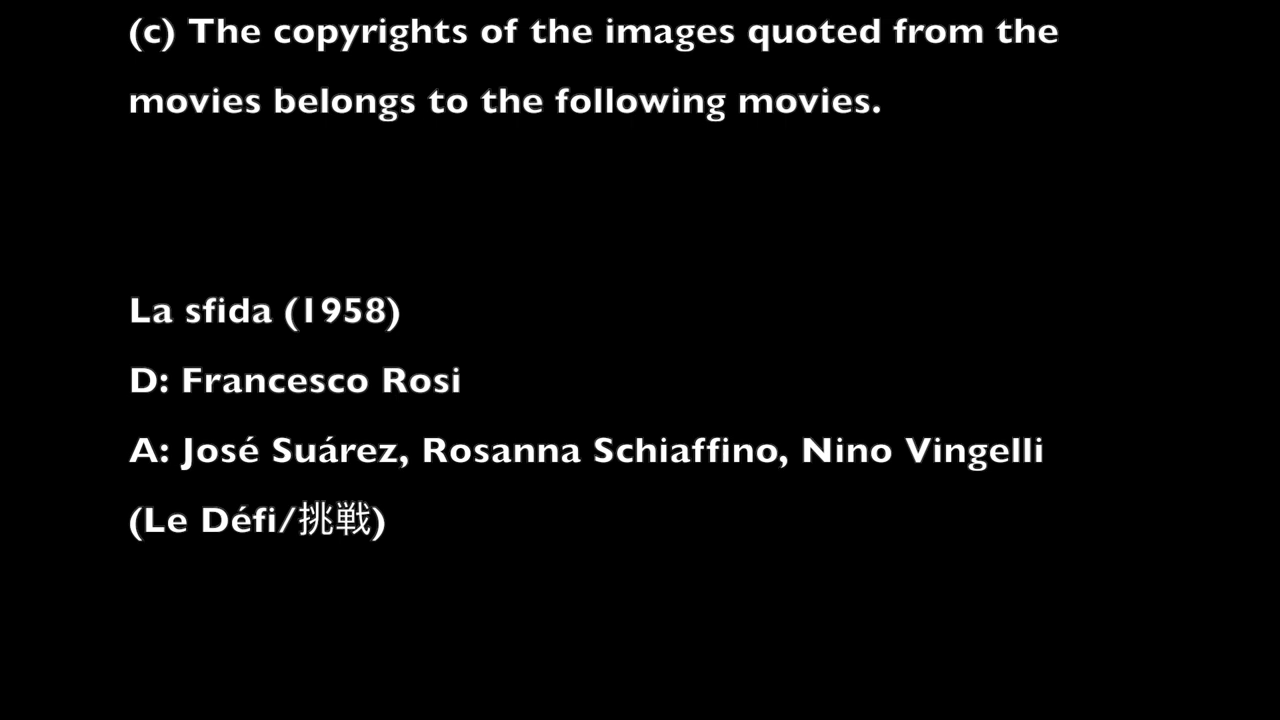 (c) The copyrights of the images quoted from the
movies belongs to the following movies.
La sfida (1958)
D: Francesco Rosi
A: José Suárez, Rosanna Schiaffino, Nino Vingelli
(Le Défi/挑戦)